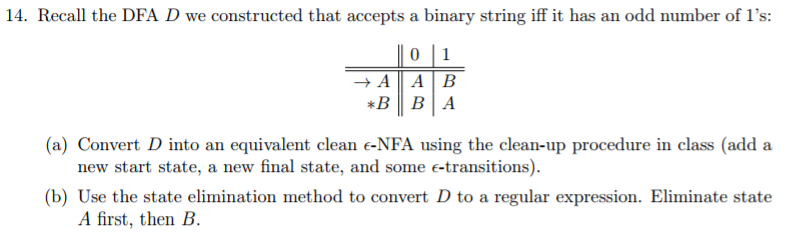 14. Recall the DFA D we constructed that accepts a binary string iff it has an odd number of 1's:
0 1
→ A A B
*B B A
(a) Convert D into an equivalent clean ϵ-NFA using the clean-up procedure in class (add a
new start state, a new final state, and some ϵ-transitions).
(b) Use the state elimination method to convert D to a regular expression. Eliminate state
A first, then B.